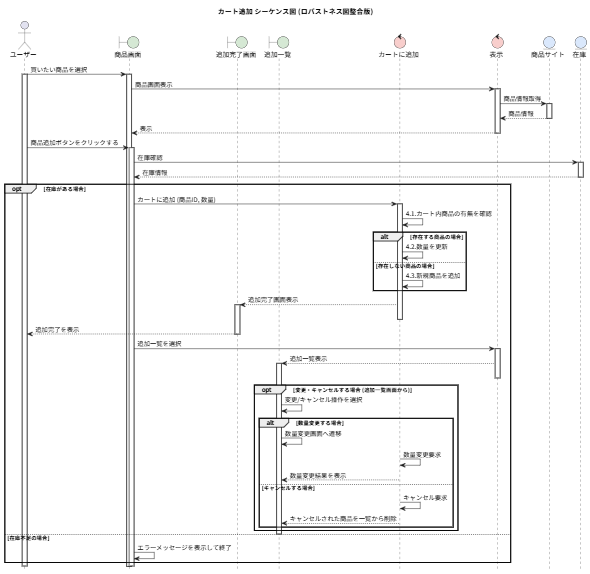 カート追加 シーケンス図 (ロバストネス図整合版)
ユーザー
商品画面
追加完了画面
追加一覧
カートに追加
表示
商品サイト
在庫
買いたい商品を選択
商品画面表示
商品情報取得
商品情報
表示
商品追加ボタンをクリックする
在庫確認
在庫情報
opt [在庫がある場合]
カートに追加 (商品ID, 数量)
4.1.カート内商品の有無を確認
alt [存在する商品の場合]
4.2.数量を更新
[存在しない商品の場合]
4.3.新規商品を追加
追加完了画面表示
追加完了を表示
追加一覧を選択
追加一覧表示
opt [変更・キャンセルする場合 (追加一覧画面から)]
変更/キャンセル操作を選択
alt [数量変更する場合]
数量変更画面へ遷移
数量変更要求
数量変更結果を表示
[キャンセルする場合]
キャンセル要求
キャンセルされた商品を一覧から削除
[在庫不足の場合]
エラーメッセージを表示して終了